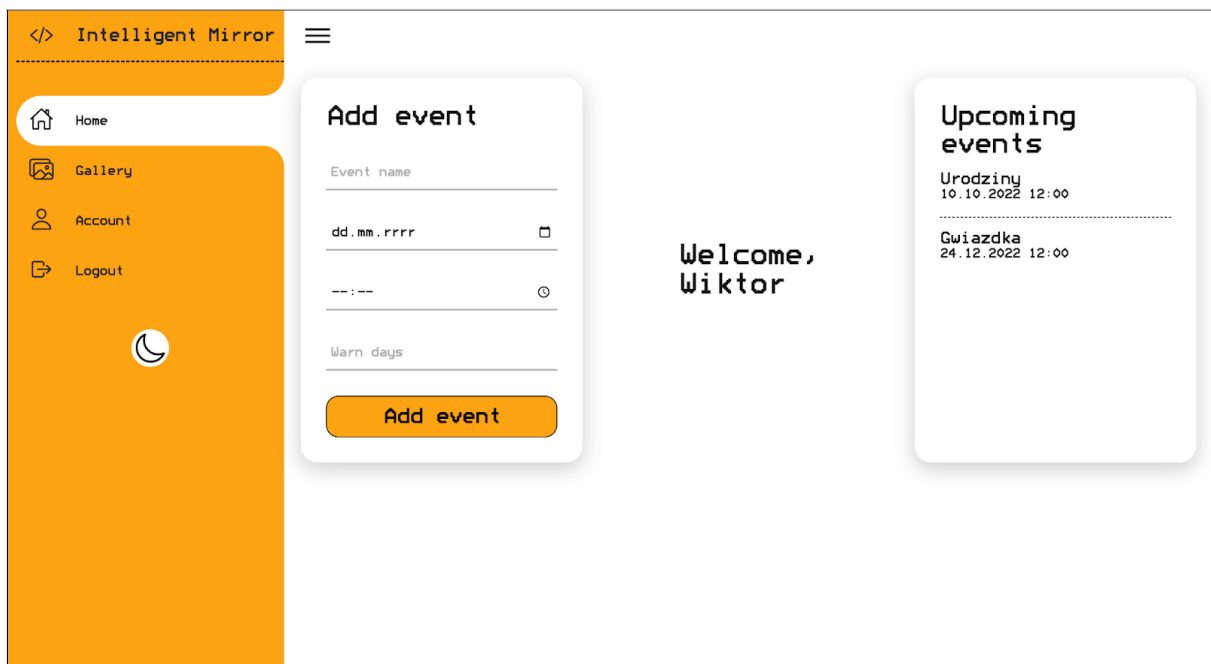 </> Intelligent Mirror
Home
Gallery
Account
Logout
Add event
Event name
dd.mm.rrrr
--:--
Warn days
Add event
Welcome,
Wiktor
Upcoming
events
Urodziny
10.10.2022 12:00
Gwiazdka
24.12.2022 12:00